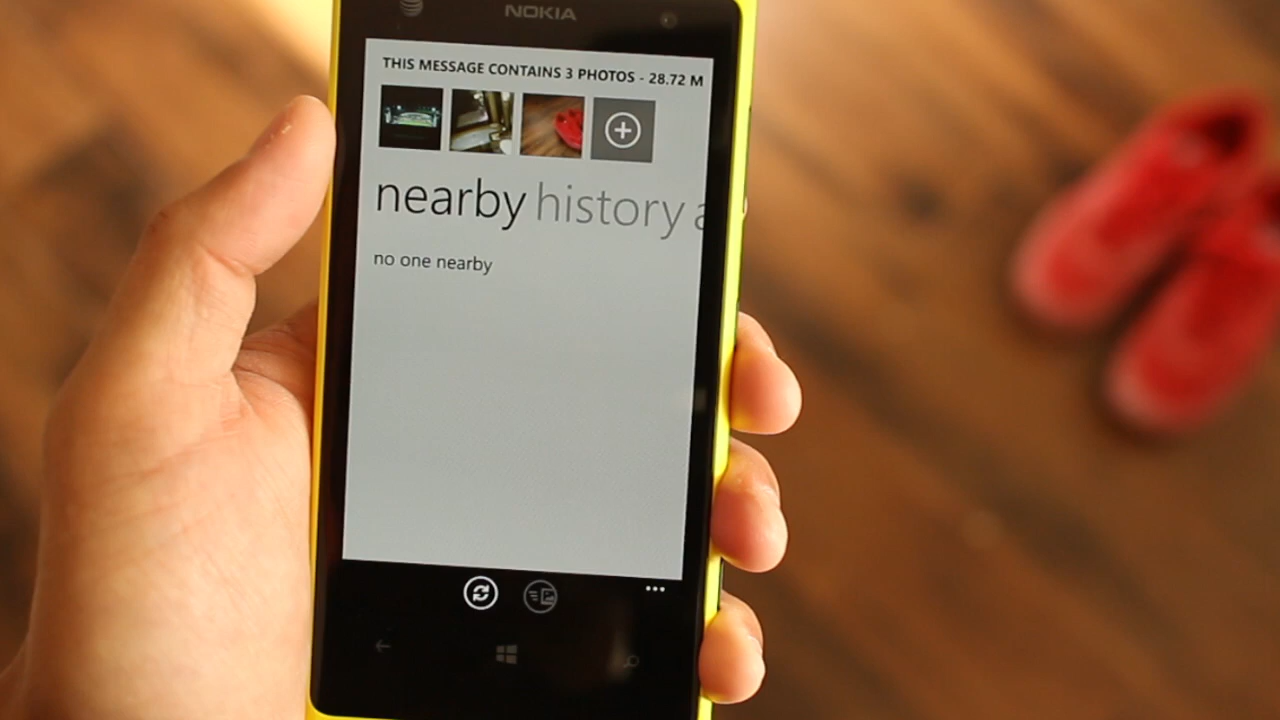 NOKIA
THIS MESSAGE CONTAINS 3 PHOTOS - 28.72 M
nearby history a
no one nearby